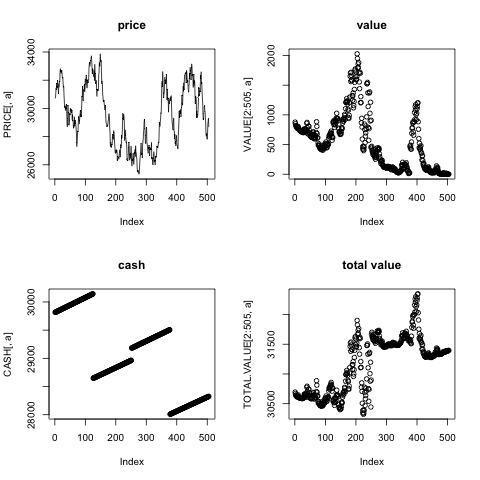 price
PRICE[, a]
26000 30000 34000
0 100 200 300 400 500
Index
value
VALUE[2:505, a]
0 500 1000 2000
0 100 200 300 400 500
Index
cash
CASH[, a]
28000 29000 30000
0 100 200 300 400 500
Index
total value
TOTAL.VALUE[2:505, a]
30500 31500
0 100 200 300 400 500
Index